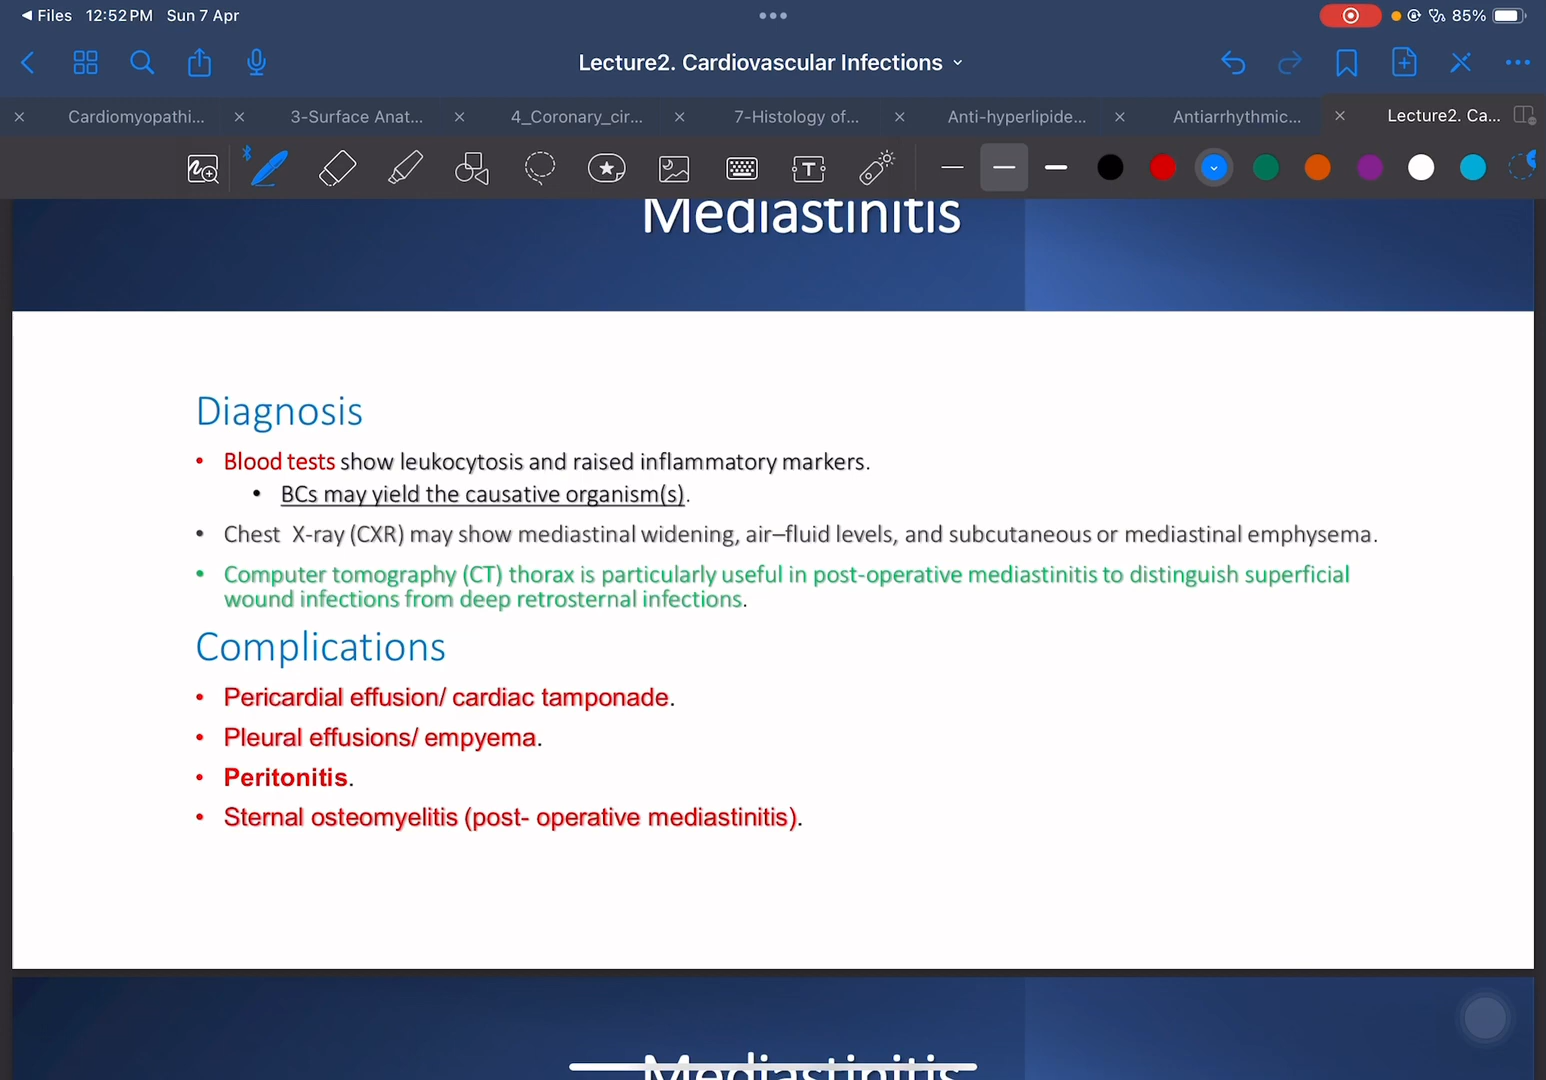 Files 12:52 PM Sun 7 Apr 85%
Lecture2. Cardiovascular Infections
Cardiomyopathi... 3-Surface Anat... 4_Coronary_cir... 7-Histology of... Anti-hyperlipide... Antiarrhythmic... Lecture2. Ca...
Mediastinitis
Diagnosis
• Blood tests show leukocytosis and raised inflammatory markers.
• BCs may yield the causative organism(s).
• Chest X-ray (CXR) may show mediastinal widening, air–fluid levels, and subcutaneous or mediastinal emphysema.
• Computer tomography (CT) thorax is particularly useful in post-operative mediastinitis to distinguish superficial
wound infections from deep retrosternal infections.
Complications
• Pericardial effusion/ cardiac tamponade.
• Pleural effusions/ empyema.
• Peritonitis.
• Sternal osteomyelitis (post- operative mediastinitis).
Mediastinitis